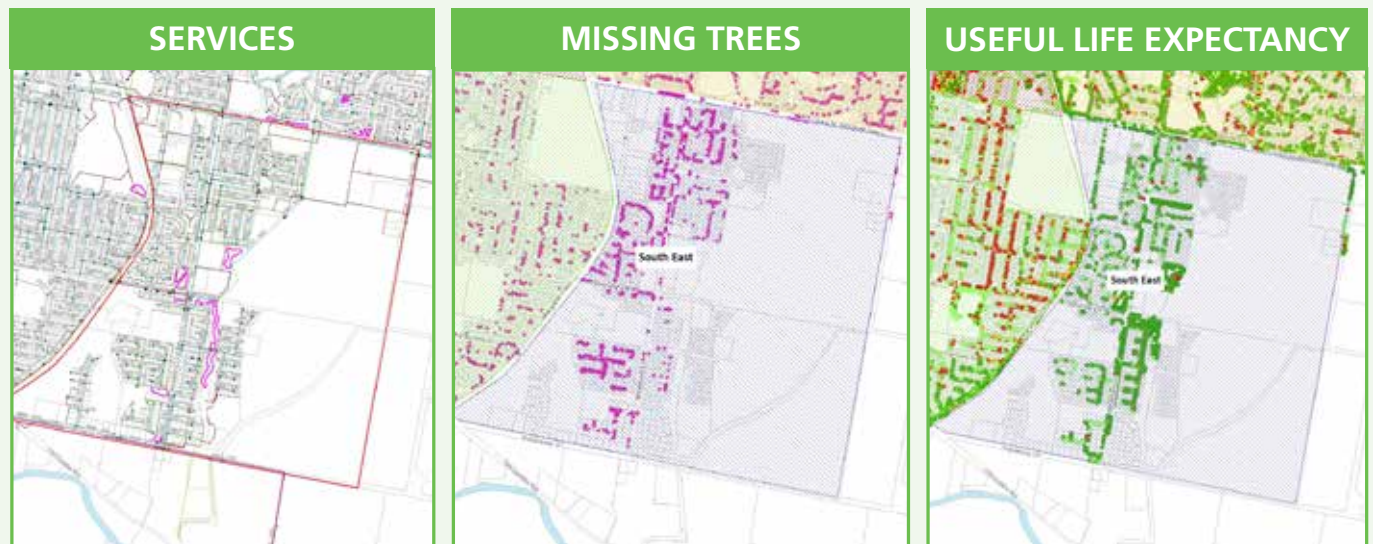 SERVICES
MISSING TREES
USEFUL LIFE EXPECTANCY
South East
South East